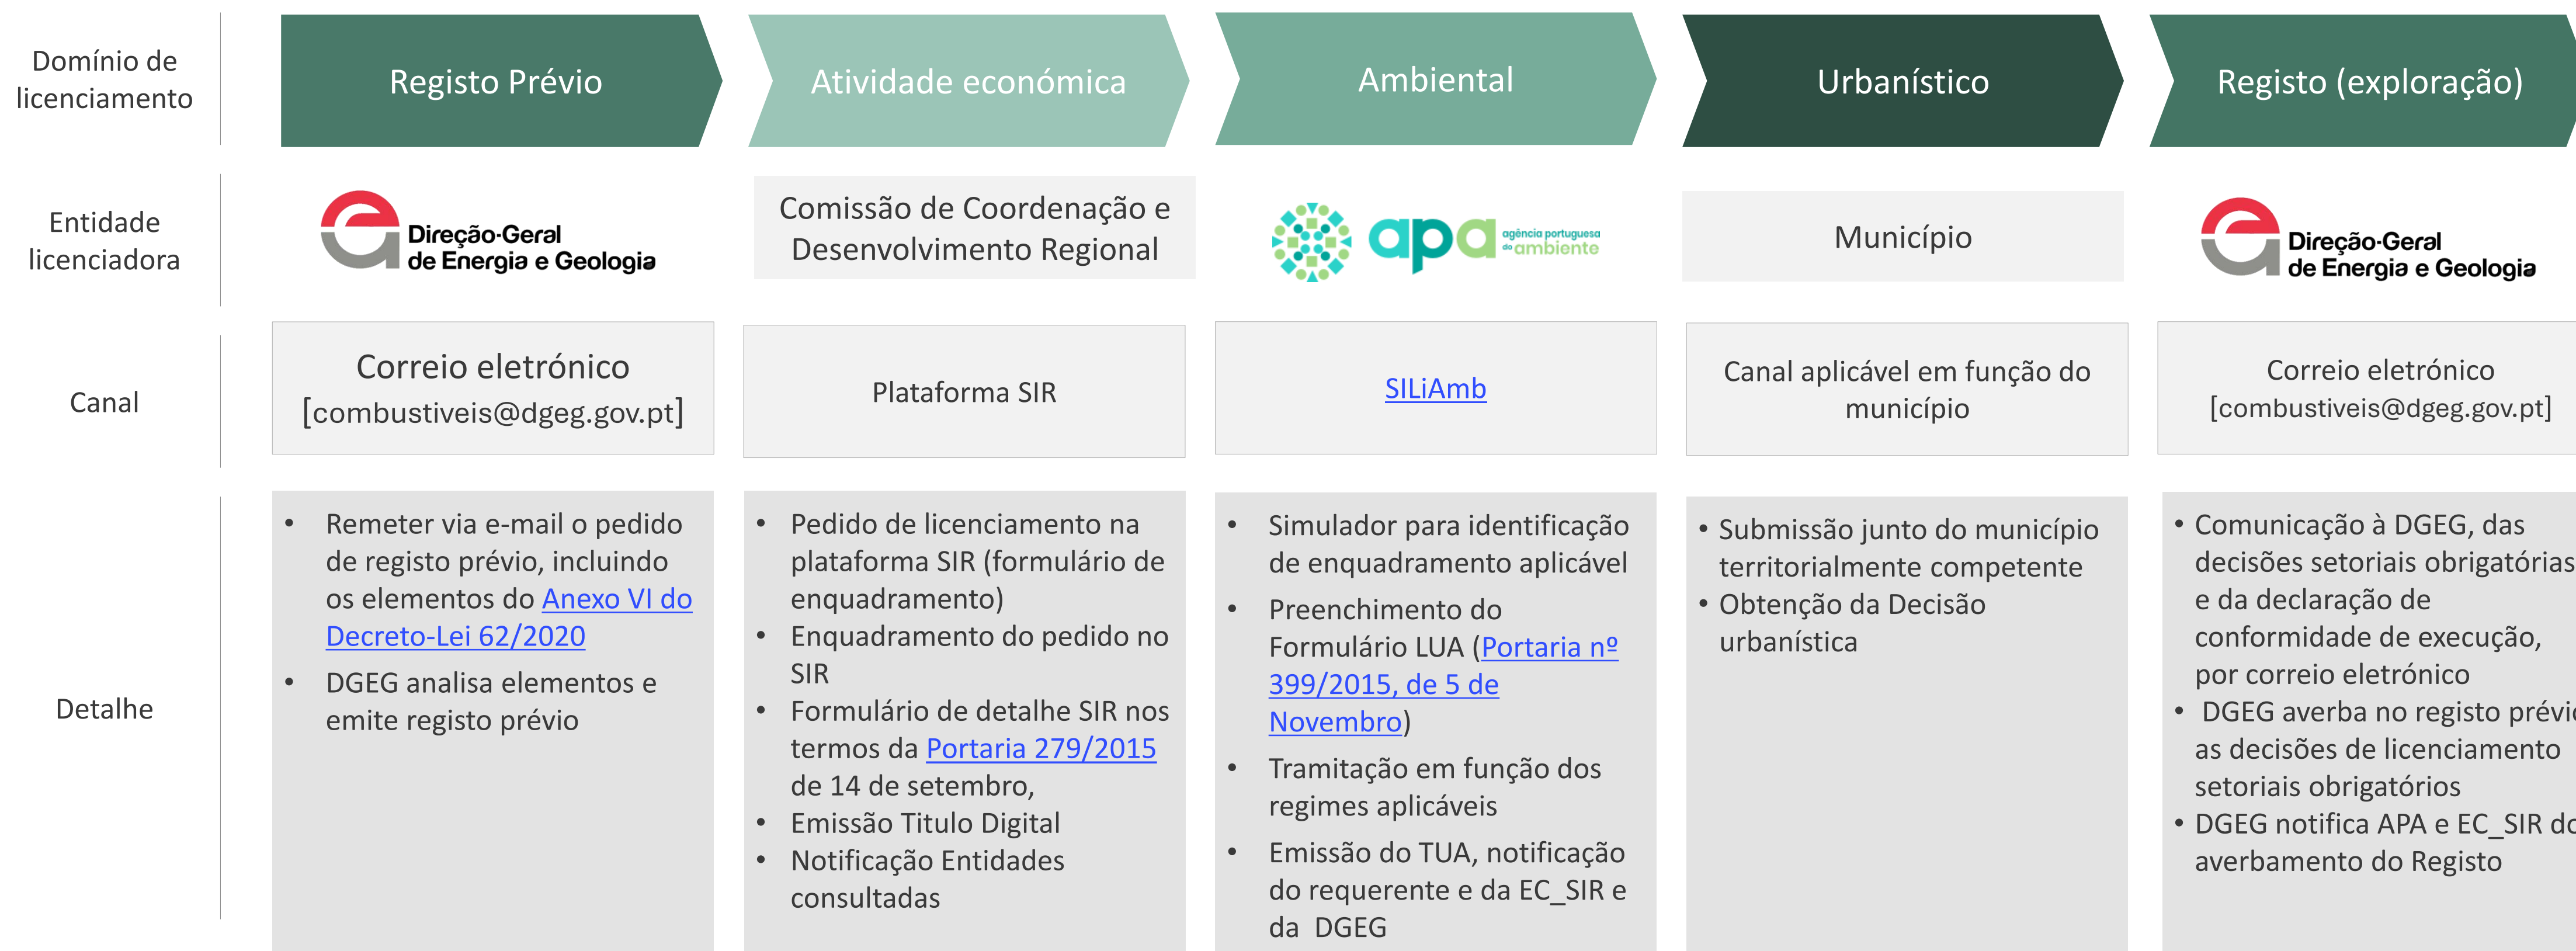 Domínio de
licenciamento
Registo Prévio
Atividade económica
Ambiental
Urbanístico
Registo (exploração)
Entidade
licenciadora
Direção-Geral
de Energia e Geologia
Comissão de Coordenação e
Desenvolvimento Regional
apa
agência portuguesa
do ambiente
Município
Direção-Geral
de Energia e Geologia
Canal
Correio eletrónico
[combustiveis@dgeg.gov.pt]
Plataforma SIR
SILiAmb
Canal aplicável em função do
município
Correio eletrónico
[combustiveis@dgeg.gov.pt]
Detalhe
• Remeter via e-mail o pedido
de registo prévio, incluindo
os elementos do Anexo VI do
Decreto-Lei 62/2020
• DGEG analisa elementos e
emite registo prévio
• Pedido de licenciamento na
plataforma SIR (formulário de
enquadramento)
• Enquadramento do pedido no
SIR
• Formulário de detalhe SIR nos
termos da Portaria 279/2015
de 14 de setembro,
• Emissão Titulo Digital
• Notificação Entidades
consultadas
• Simulador para identificação
de enquadramento aplicável
• Preenchimento do
Formulário LUA (Portaria nº
399/2015, de 5 de
Novembro)
• Tramitação em função dos
regimes aplicáveis
• Emissão do TUA, notificação
do requerente e da EC_SIR e
da DGEG
• Submissão junto do município
territorialmente competente
• Obtenção da Decisão
urbanística
• Comunicação à DGEG, das
decisões setoriais obrigatórias
e da declaração de
conformidade de execução,
por correio eletrónico
• DGEG averba no registo
as decisões de licenciamento
setoriais obrigatórios
• DGEG notifica APA e EC_SIR
averbamento do Registo